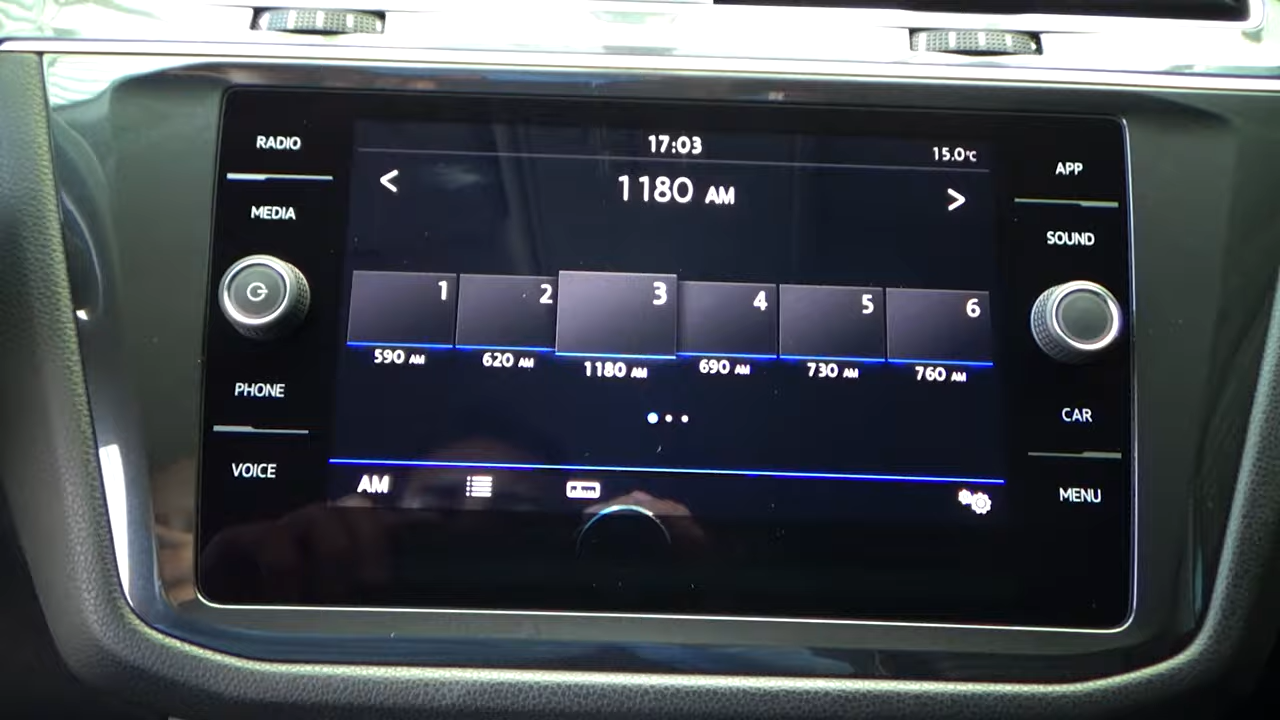 RADIO
MEDIA
PHONE
VOICE
17:03
15.0°C
<
1180 AM
>
1
2
3
4
5
6
590 AM
620 AM
1180 AM
690 AM
730 AM
760 AM
AM
APP
SOUND
CAR
MENU